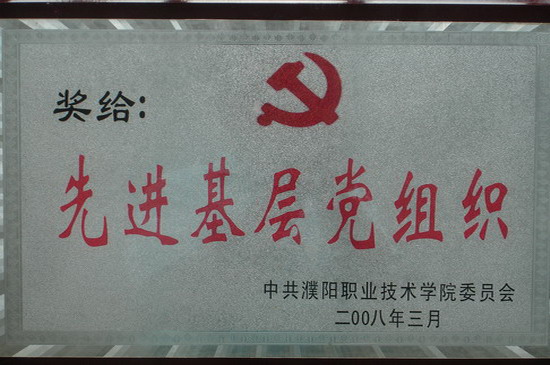 奖给:
先进基层党组织
中共濮阳职业技术学院委员会
二00八年三月